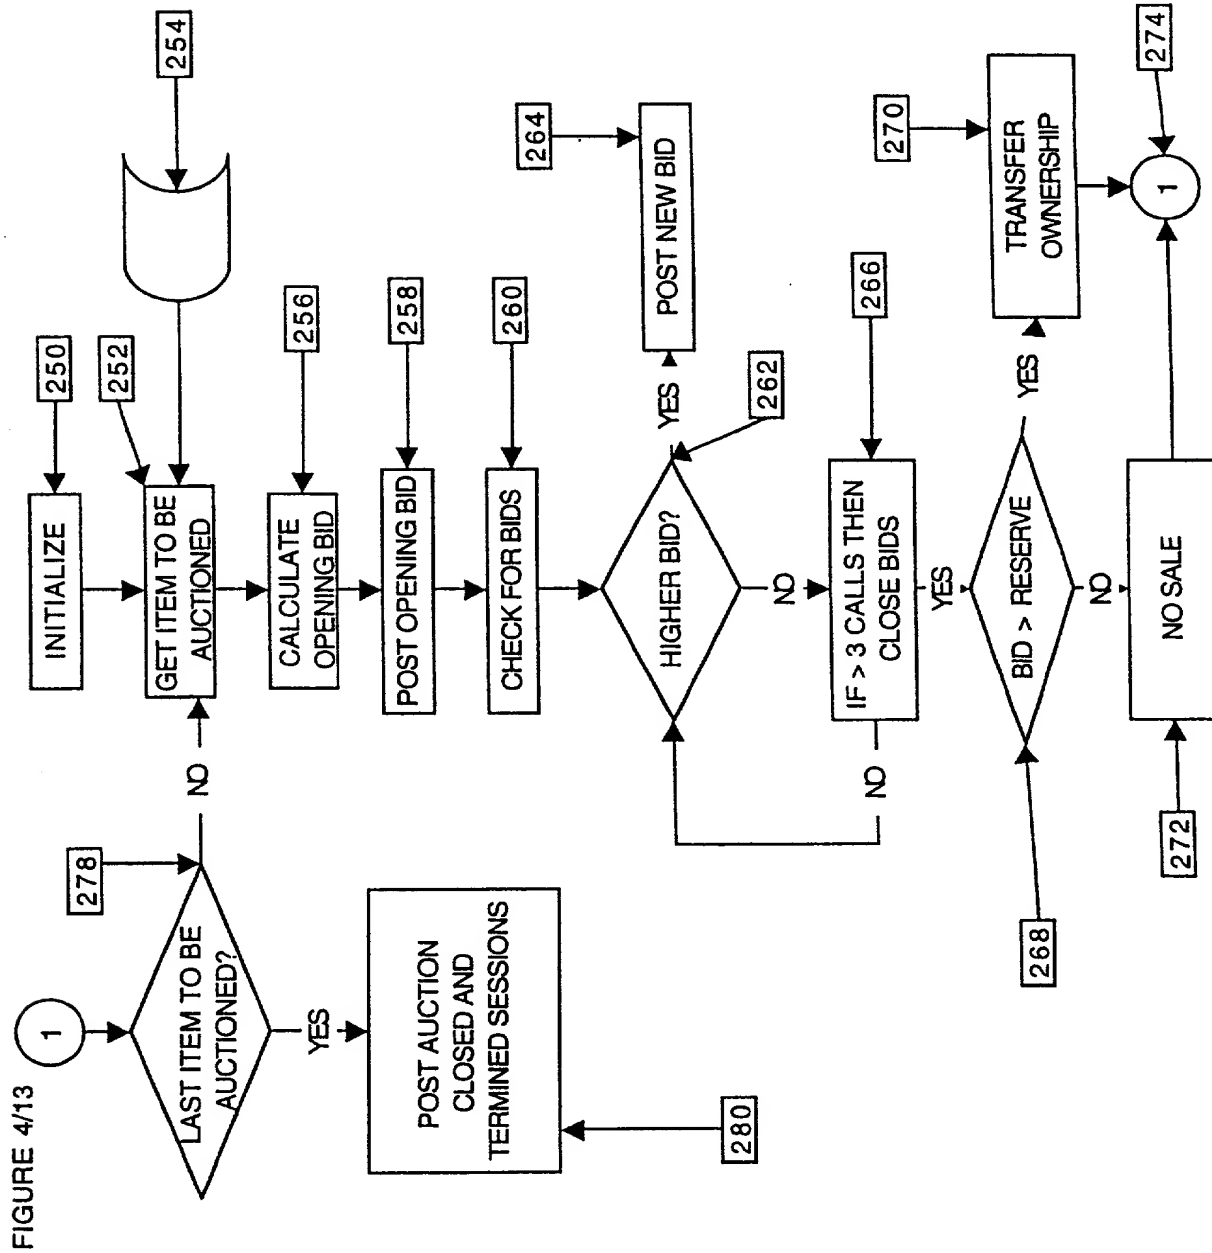 FIGURE 4/13
1
LAST ITEM TO BE
AUCTIONED?
278
NO
YES
POST AUCTION
CLOSED AND
TERMINED SESSIONS
280
INITIALIZE
250
252
GET ITEM TO BE
AUCTIONED
254
CALCULATE
OPENING BID
256
POST OPENING BID
258
CHECK FOR BIDS
260
HIGHER BID?
262
YES
POST NEW BID
264
NO
IF > 3 CALLS THEN
CLOSE BIDS
266
NO
YES
BID > RESERVE
268
YES
TRANSFER
OWNERSHIP
270
NO
NO SALE
272
1
274